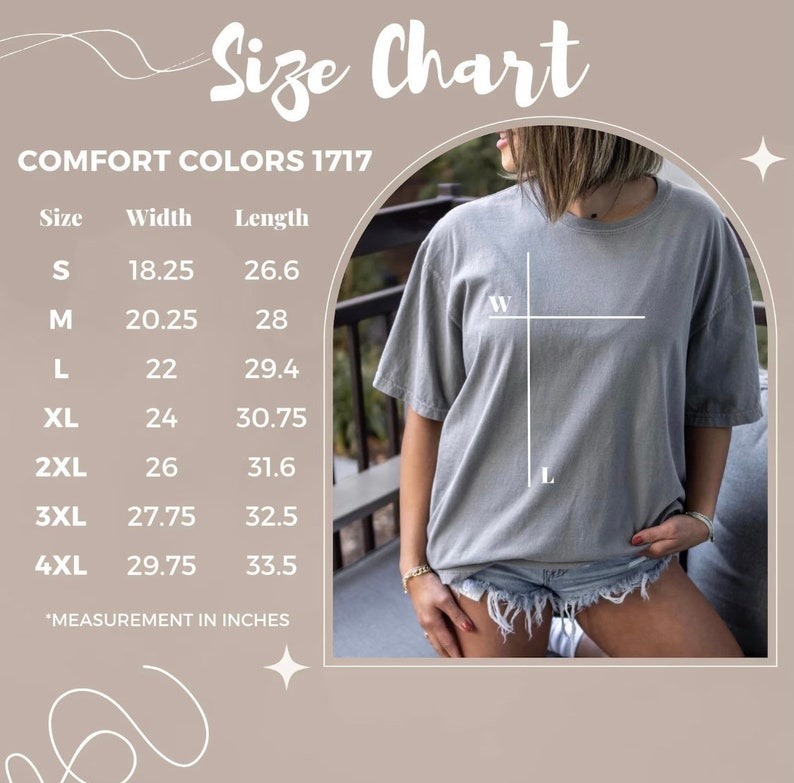 Size Chart
COMFORT COLORS 1717
Size Width Length
S 18.25 26.6
M 20.25 28
L 22 29.4
XL 24 30.75
2XL 26 31.6
3XL 27.75 32.5
4XL 29.75 33.5
*MEASUREMENT IN INCHES
W
L